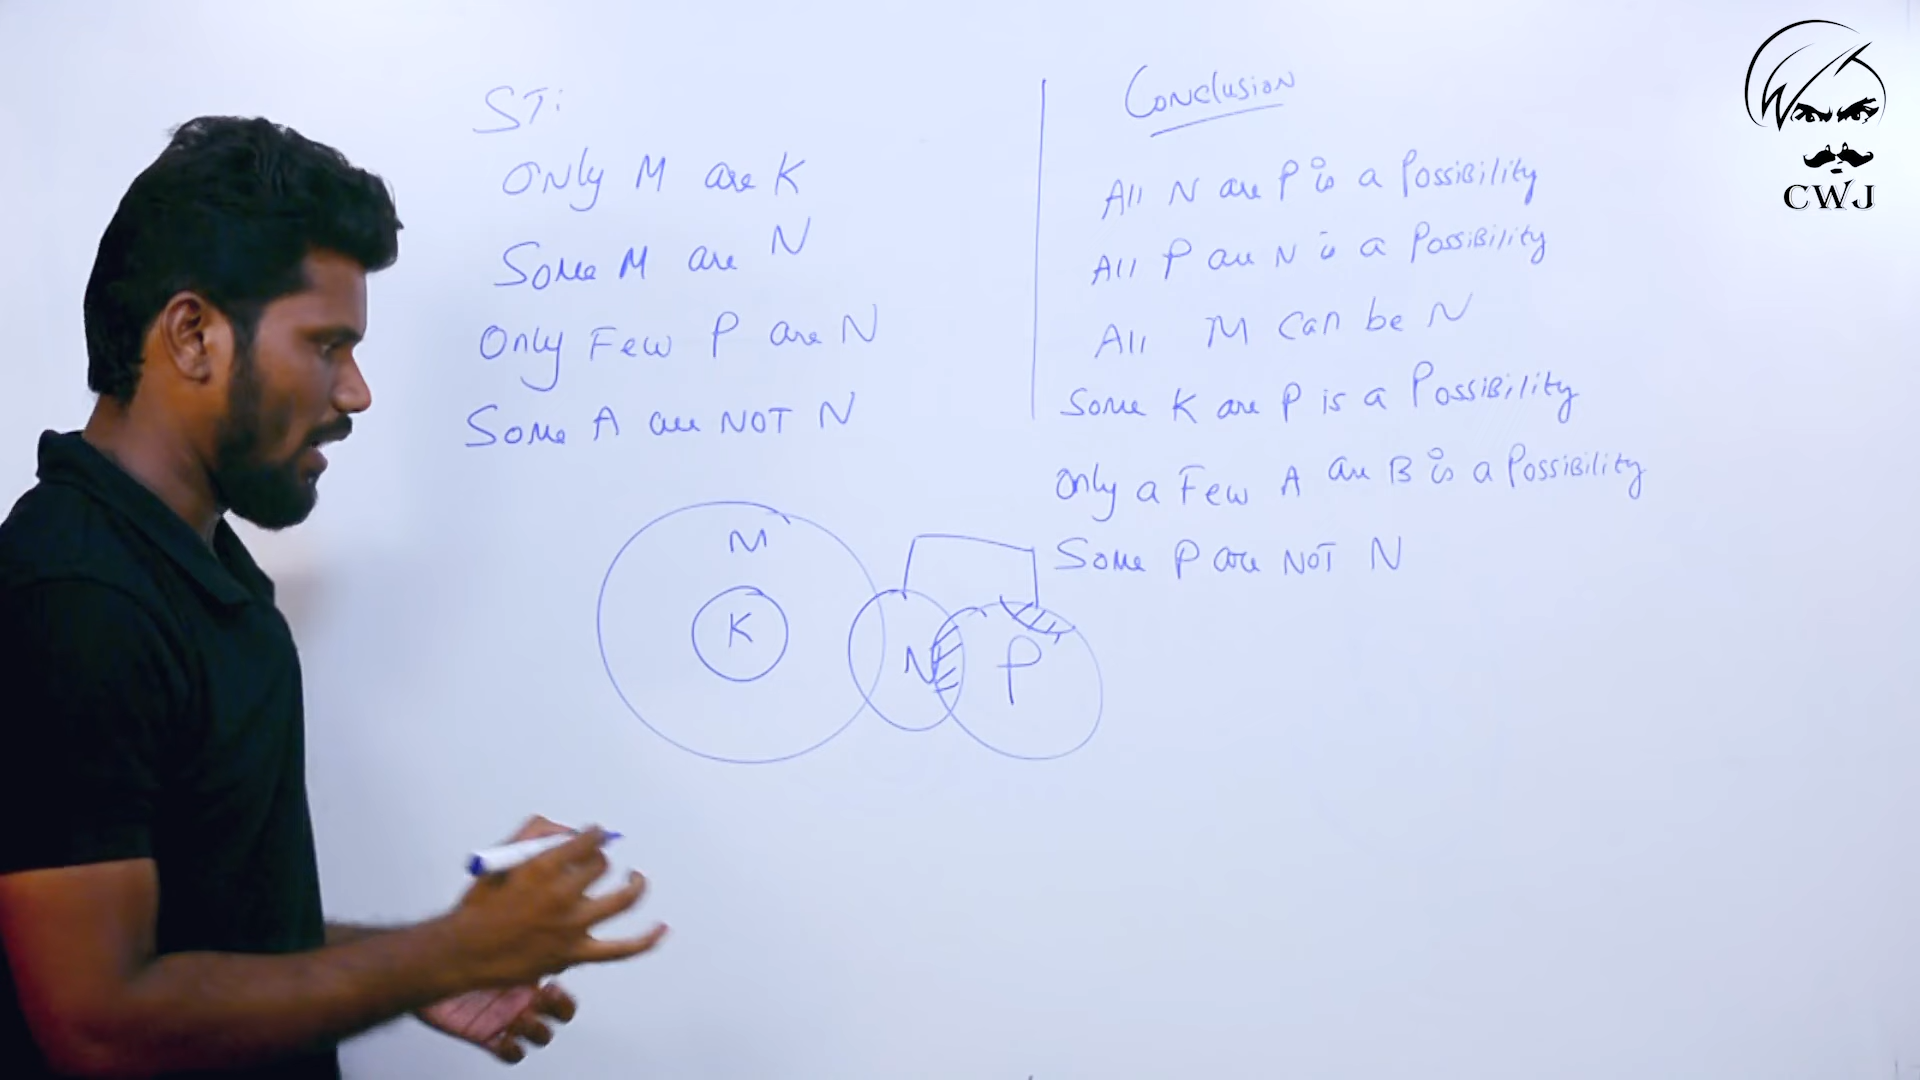 ST:
Only M are K
Some M are N
Only Few P are N
Some A are NOT N
Conclusion
All N are P is a Possibility
All P are N is a Possibility
All M can be N
Some K are P is a Possibility
Only a Few A are B is a Possibility
Some P are NOT N
M
K
N
P
CWJ